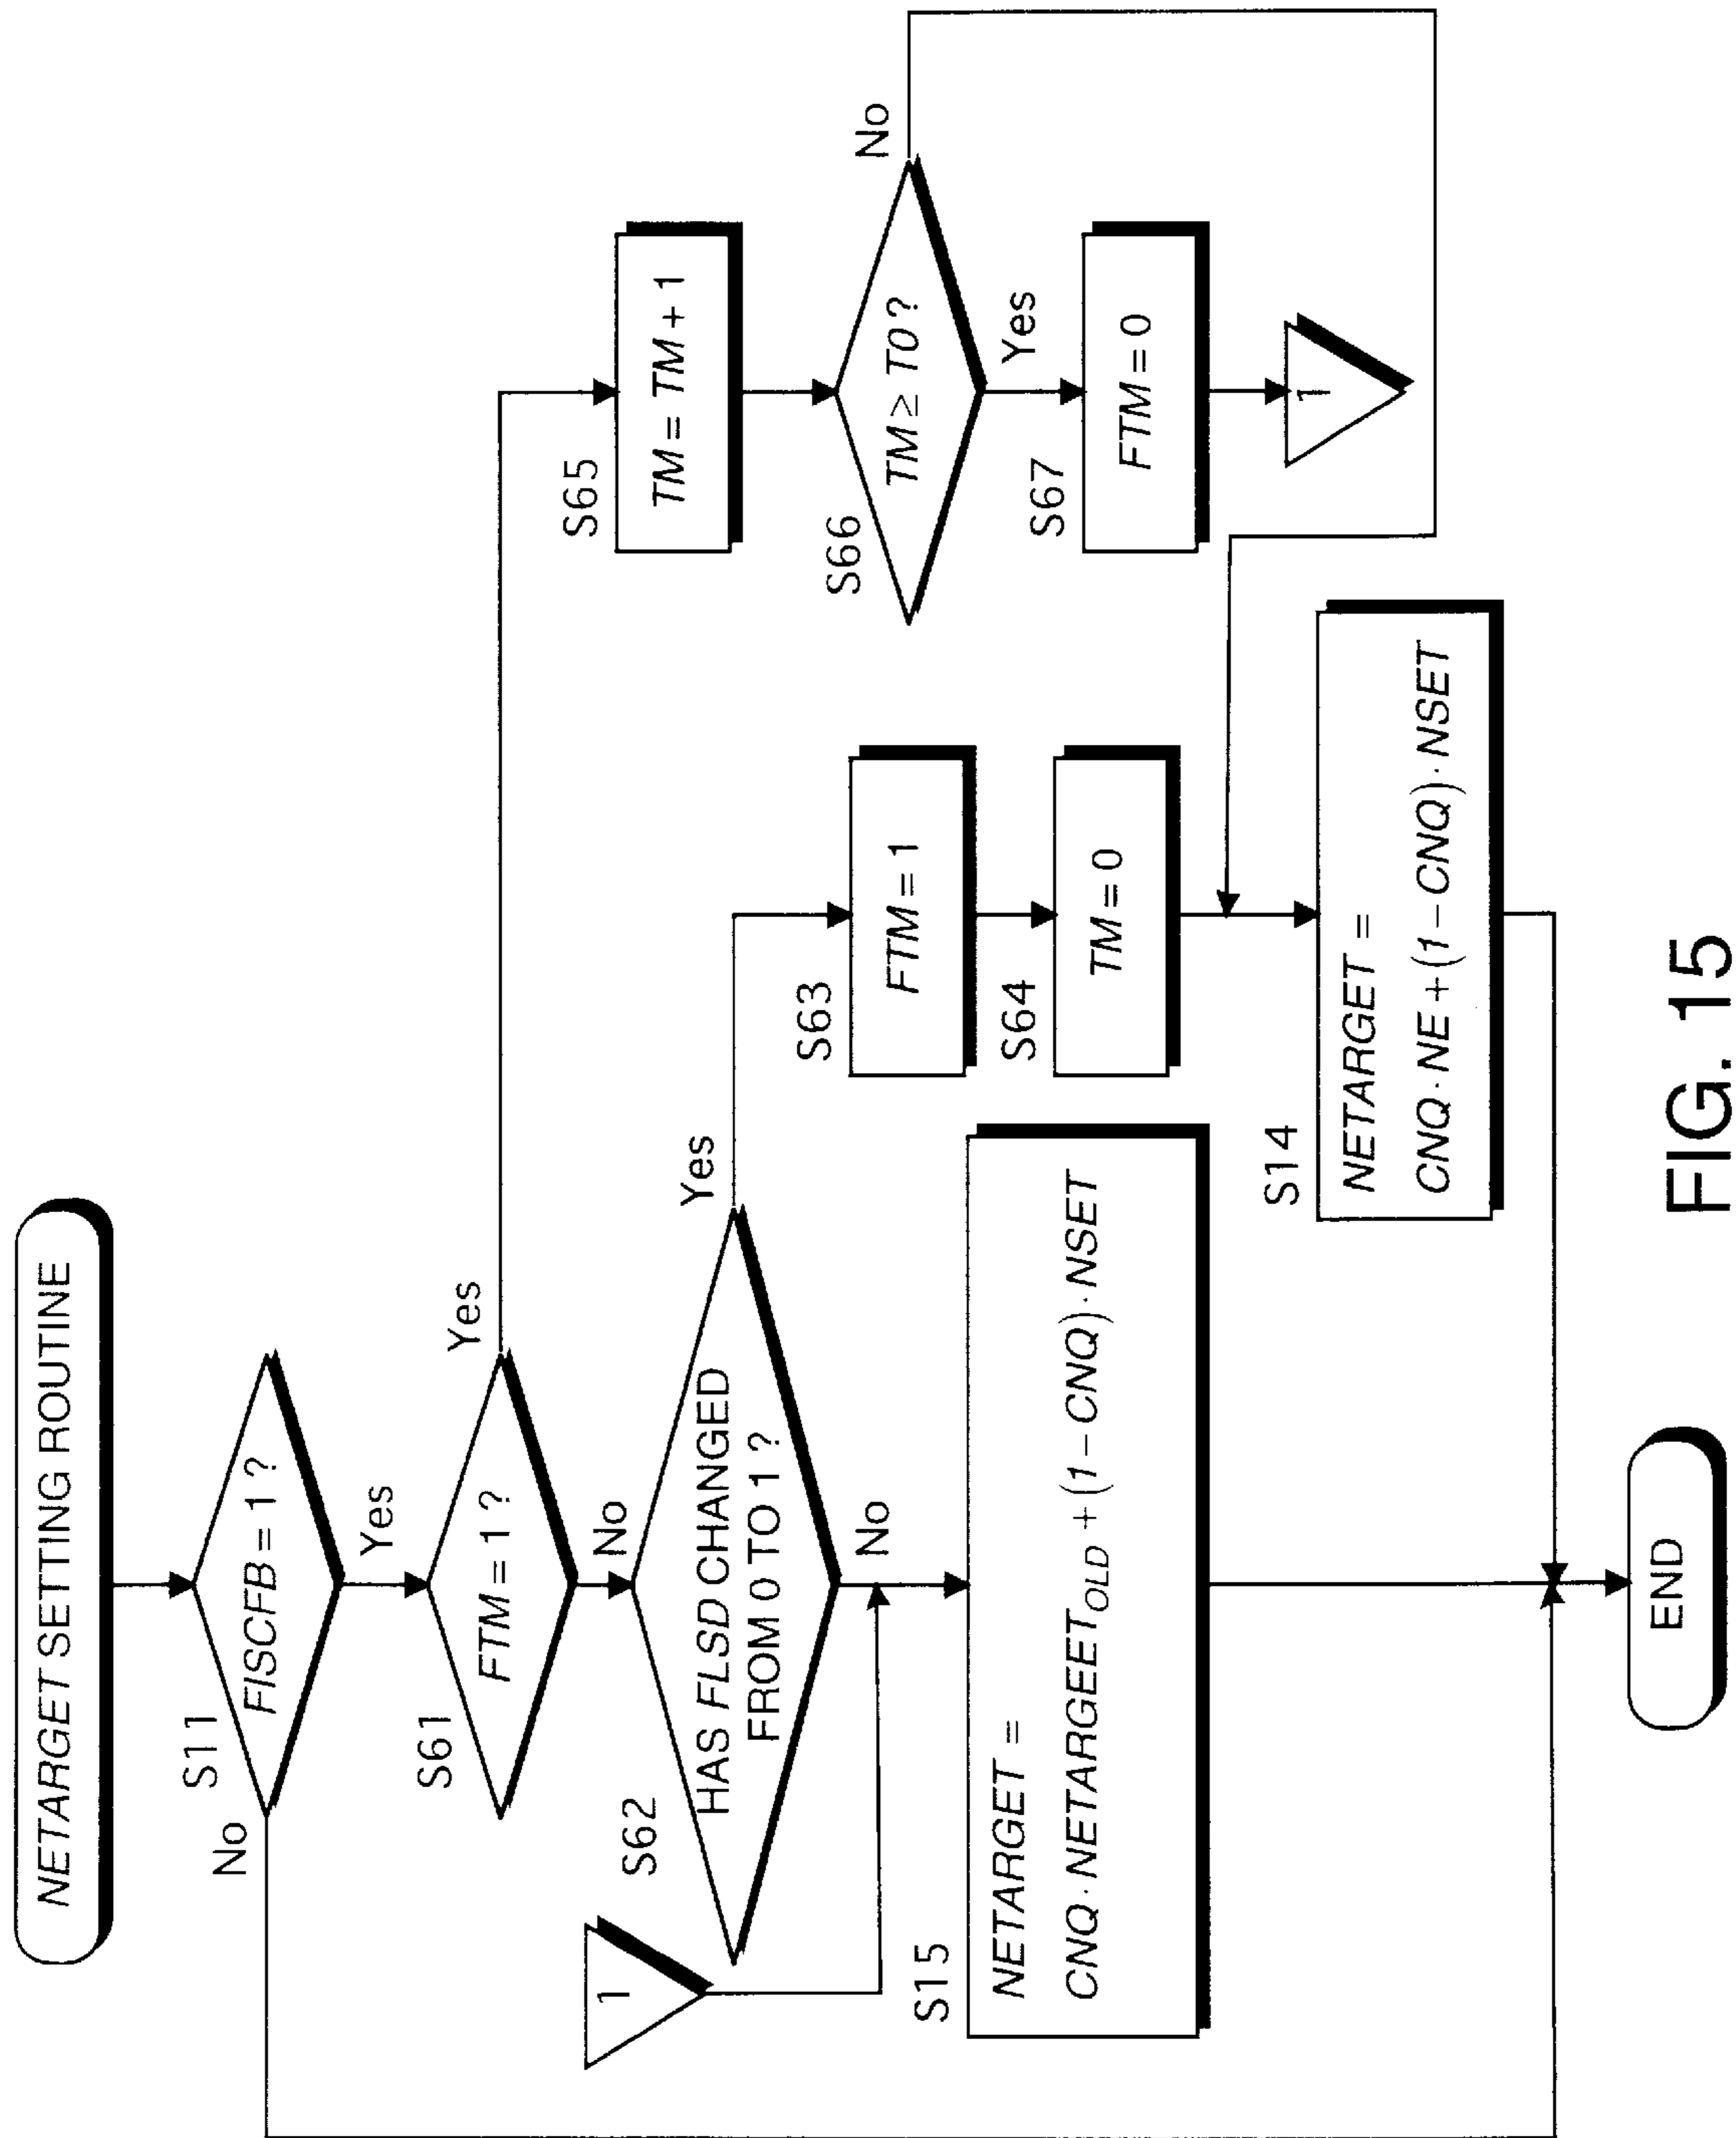 NETARGET SETTING ROUTINE
S11
FISCFB = 1 ?
No
Yes
S61
FTM = 1 ?
Yes
No
S62
HAS FLSD CHANGED
FROM 0 TO 1 ?
Yes
No
1
S15
NETARGET =
CNQ · NETARGEET OLD + (1 − CNQ) · NSET
S63
FTM = 1
S64
TM = 0
S14
NETARGET =
CNQ · NE + (1 − CNQ) · NSET
S65
TM = TM + 1
S66
TM ≥ T0 ?
No
Yes
S67
FTM = 0
1
END
FIG. 15